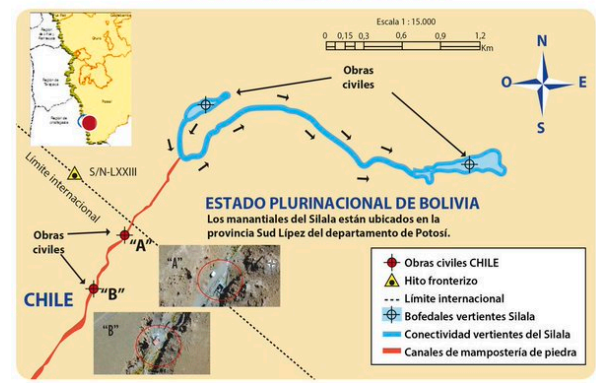 Escala 1 : 15.000
0 0,15 0,3 0,6 0,9 1,2
Km
N
O E
S
Obras
civiles
Límite internacional
S/N-LXXIII
ESTADO PLURINACIONAL DE BOLIVIA
Los manantiales del Silala están ubicados en la
provincia Sud Lípez del departamento de Potosí.
Obras
civiles
"A"
"A"
"B"
CHILE
"B"
Obras civiles CHILE
Hito fronterizo
Límite internacional
Bofedales vertientes Silala
Conectividad vertientes del Silala
Canales de mampostería de piedra